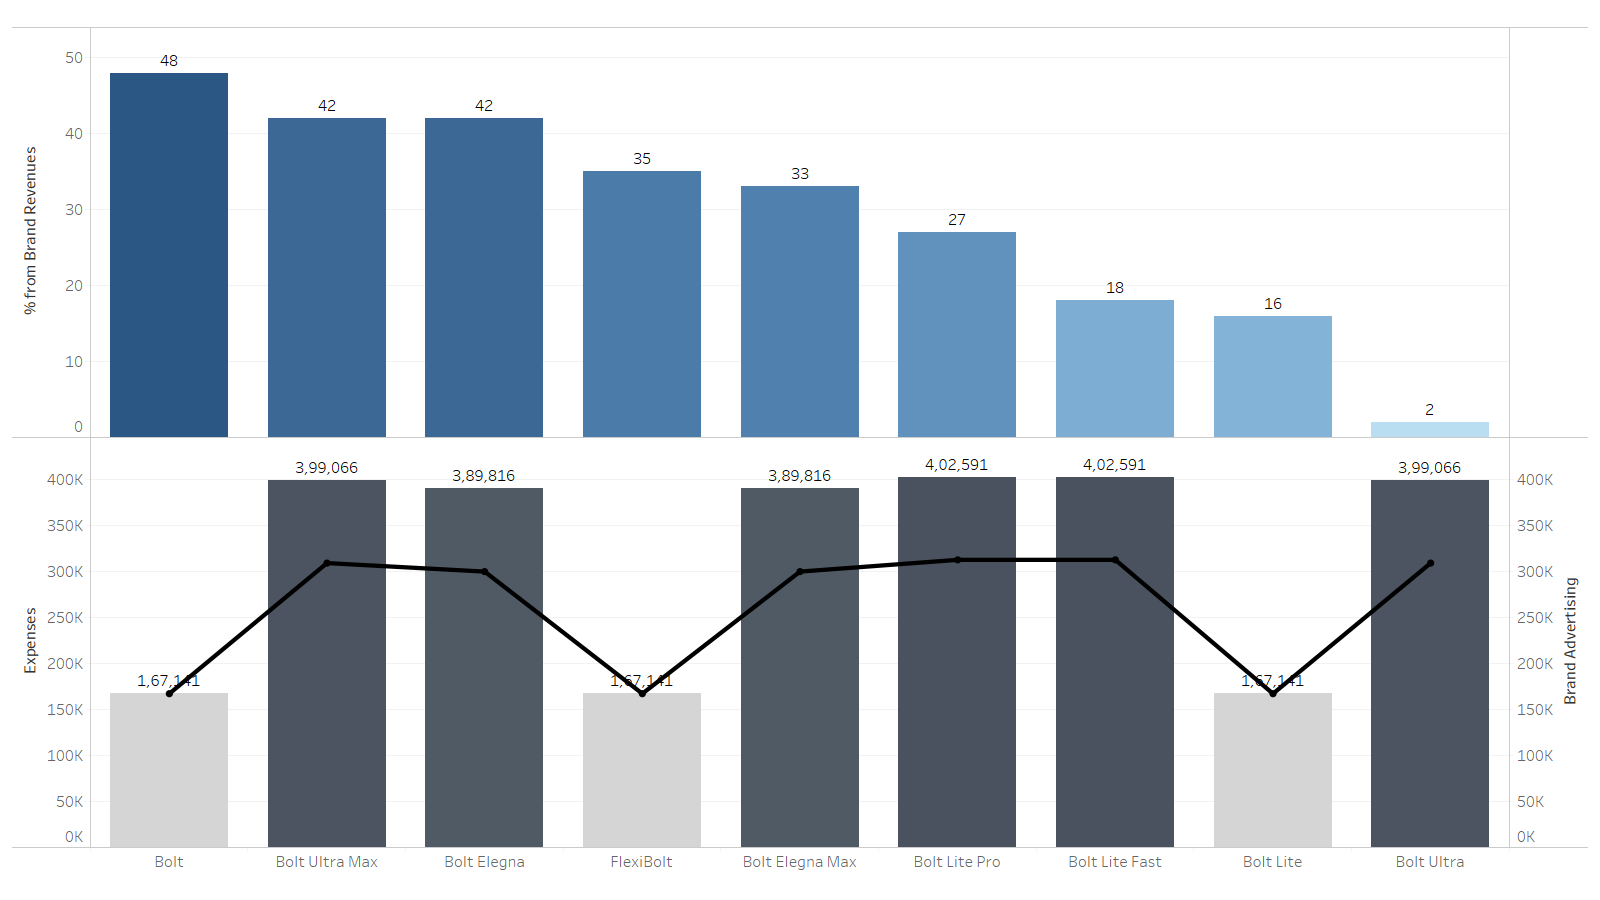 % from Brand Revenues
50
40
30
20
10
0
48
42
42
35
33
27
18
16
2
Expenses
400K
350K
300K
250K
200K
150K
100K
50K
0K
1,67,141
3,99,066
3,89,816
1,67,141
3,89,816
4,02,591
4,02,591
1,67,141
3,99,066
400K
350K
300K
250K
200K
150K
100K
50K
0K
Brand Advertising
Bolt
Bolt Ultra Max
Bolt Elegna
FlexiBolt
Bolt Elegna Max
Bolt Lite Pro
Bolt Lite Fast
Bolt Lite
Bolt Ultra